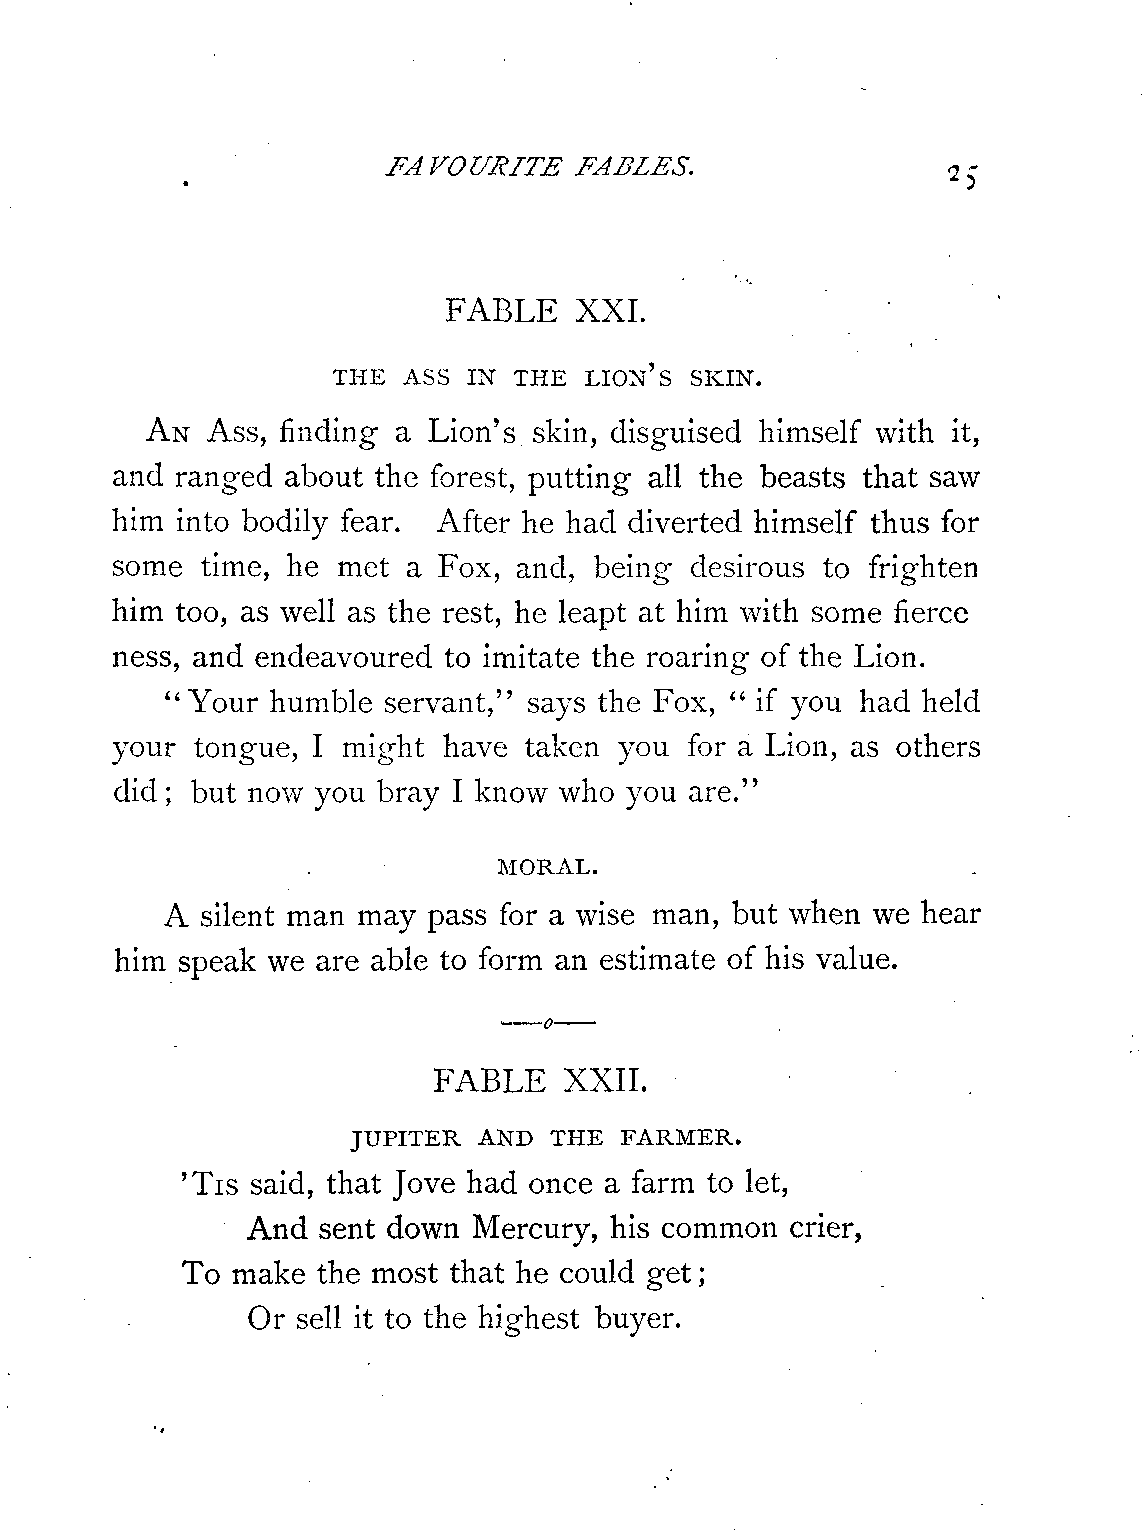 FAVOURITE FABLES. 25
FABLE XXI.
THE ASS IN THE LION'S SKIN.
AN Ass, finding a Lion's skin, disguised himself with it,
and ranged about the forest, putting all the beasts that saw
him into bodily fear. After he had diverted himself thus for
some time, he met a Fox, and, being desirous to frighten
him too, as well as the rest, he leapt at him with some fierce
ness, and endeavoured to imitate the roaring of the Lion.
"Your humble servant," says the Fox, "if you had held
your tongue, I might have taken you for a Lion, as others
did; but now you bray I know who you are."
MORAL.
A silent man may pass for a wise man, but when we hear
him speak we are able to form an estimate of his value.
FABLE XXII.
JUPITER AND THE FARMER.
'TIS said, that Jove had once a farm to let,
And sent down Mercury, his common crier,
To make the most that he could get;
Or sell it to the highest buyer.